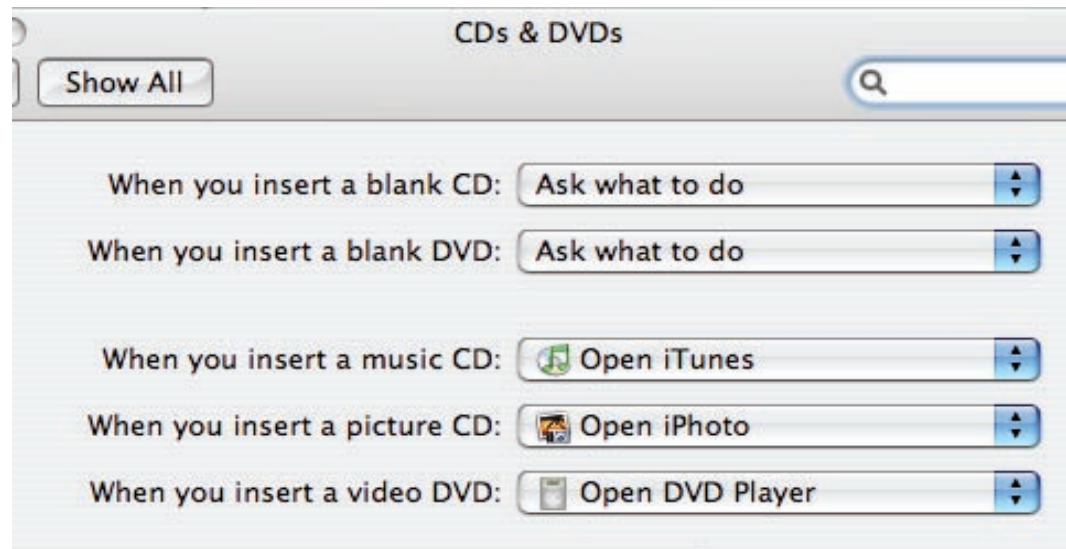 CDs & DVDs
Show All
When you insert a blank CD: Ask what to do
When you insert a blank DVD: Ask what to do
When you insert a music CD: Open iTunes
When you insert a picture CD: Open iPhoto
When you insert a video DVD: Open DVD Player